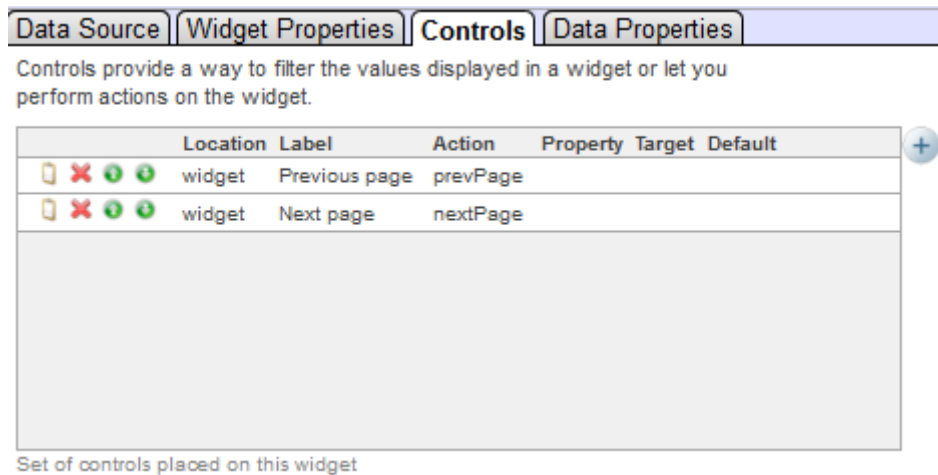 Data Source Widget Properties Controls Data Properties
Controls provide a way to filter the values displayed in a widget or let you
perform actions on the widget.
Location Label Action Property Target Default
widget Previous page prevPage
widget Next page nextPage
Set of controls placed on this widget